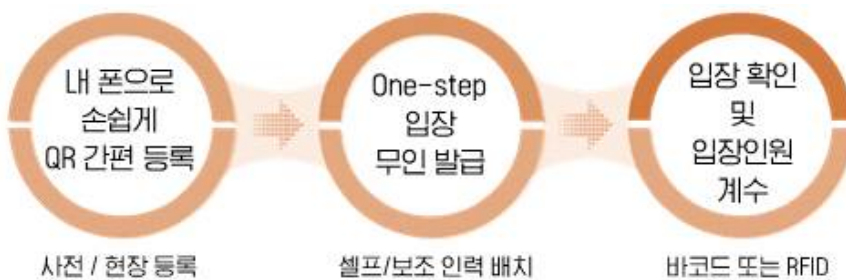 내 폰으로
손쉽게
QR 간편 등록
사전 / 현장 등록
One-step
입장
무인 발급
셀프/보조 인력 배치
입장 확인
및
입장인원
계수
바코드 또는 RFID